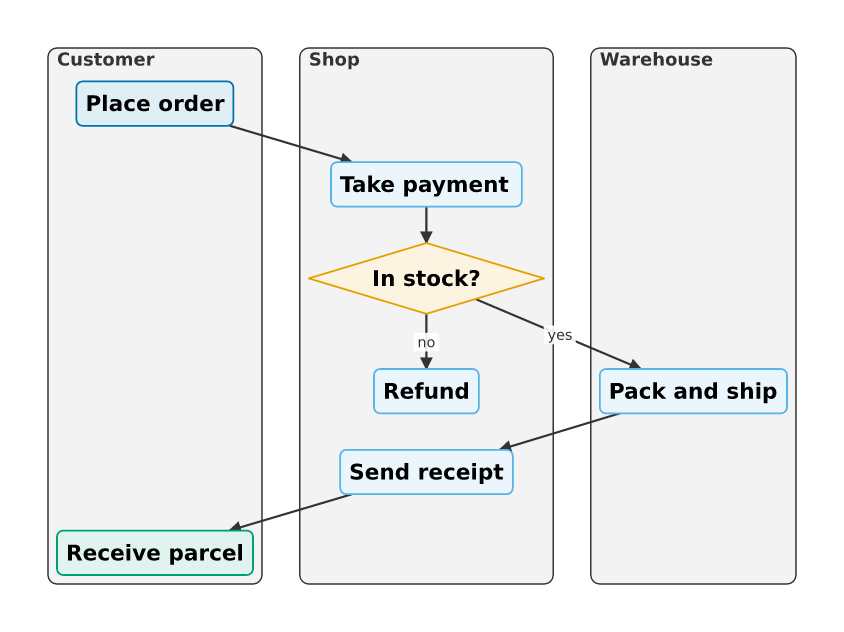 Customer
Shop
Warehouse
Place order
Take payment
In stock?
no
yes
Refund
Pack and ship
Send receipt
Receive parcel